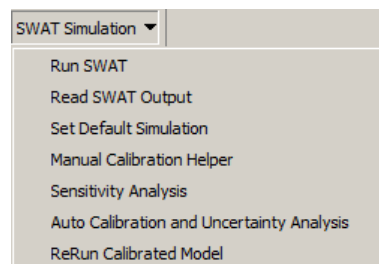 SWAT Simulation
Run SWAT
Read SWAT Output
Set Default Simulation
Manual Calibration Helper
Sensitivity Analysis
Auto Calibration and Uncertainty Analysis
ReRun Calibrated Model